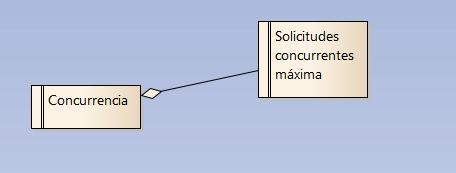 Solicitudes
concurrentes
máxima
Concurrencia